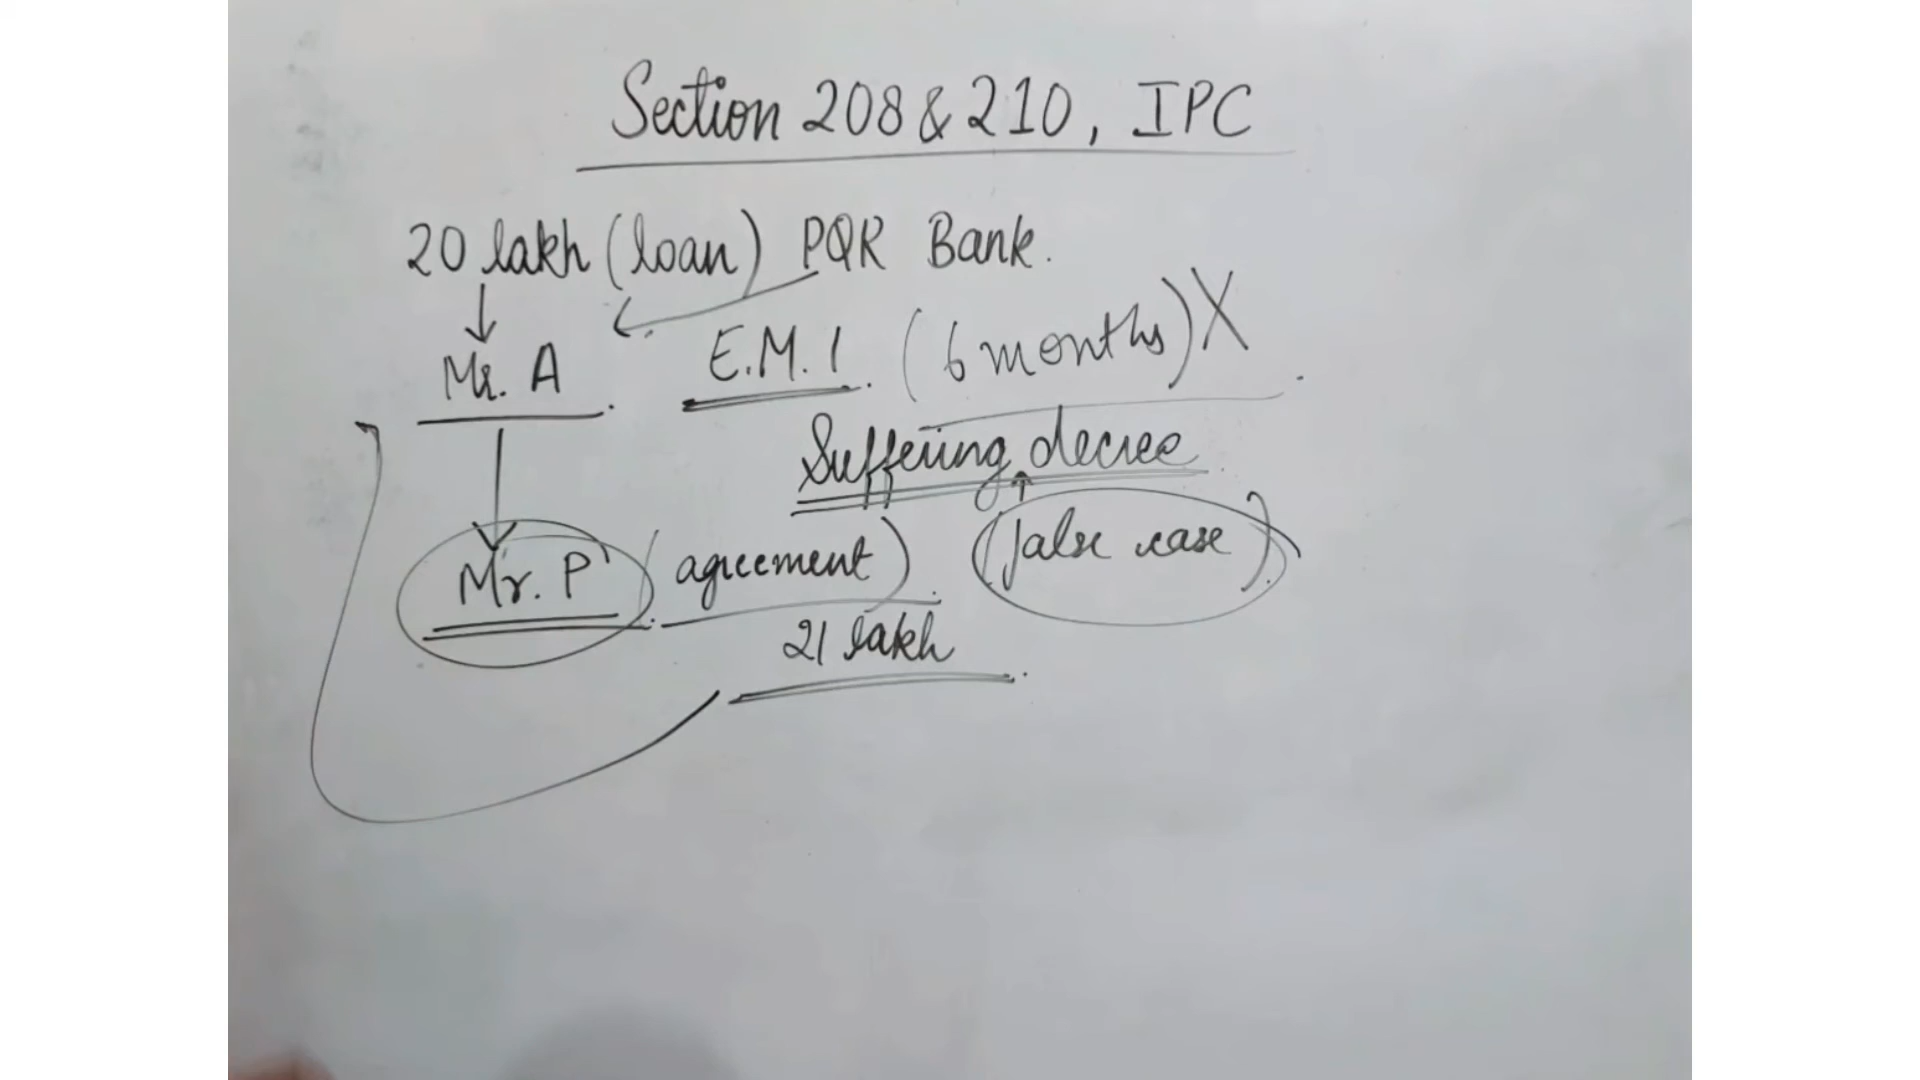 Section 208 & 210, IPC
20 lakh (loan) PQR Bank.
Mr. A
E.M.I. (6 months) X
Suffering decree
Mr. P (agreement).
(false case).
21 lakh